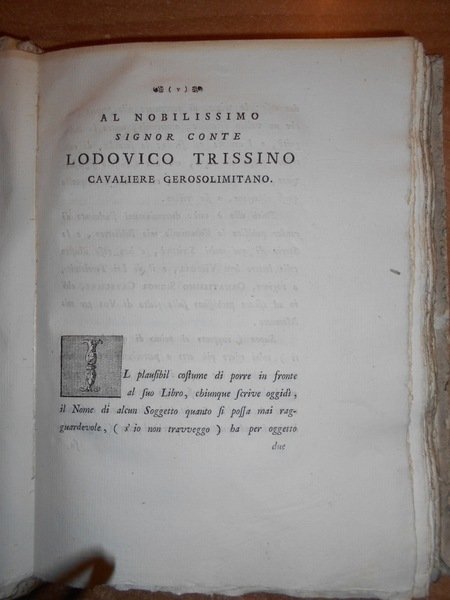 ( v )
AL NOBILISSIMO
SIGNOR CONTE
LODOVICO TRISSINO
CAVALIERE GEROSOLIMITANO.
IL plauſibil coſtume di porre in fronte
al ſuo Libro, chiunque ſcrive oggidì,
il Nome di alcun Soggetto quanto ſi poſſa mai rag-
guardevole, ( s' io non travveggo ) ha per oggetto
due